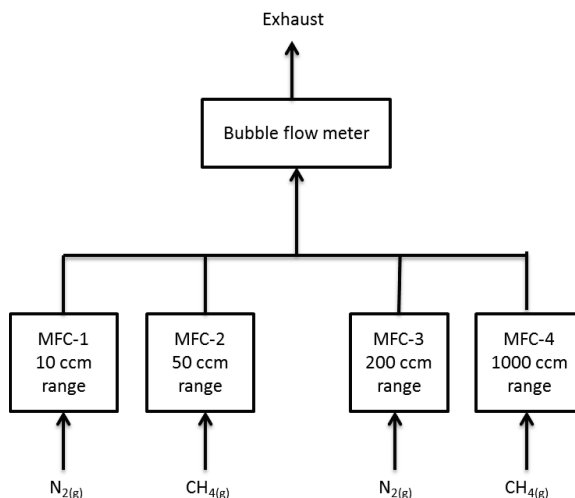 Exhaust
Bubble flow meter
MFC-1
10 ccm
range
MFC-2
50 ccm
range
MFC-3
200 ccm
range
MFC-4
1000 ccm
range
N2(g)
CH4(g)
N2(g)
CH4(g)